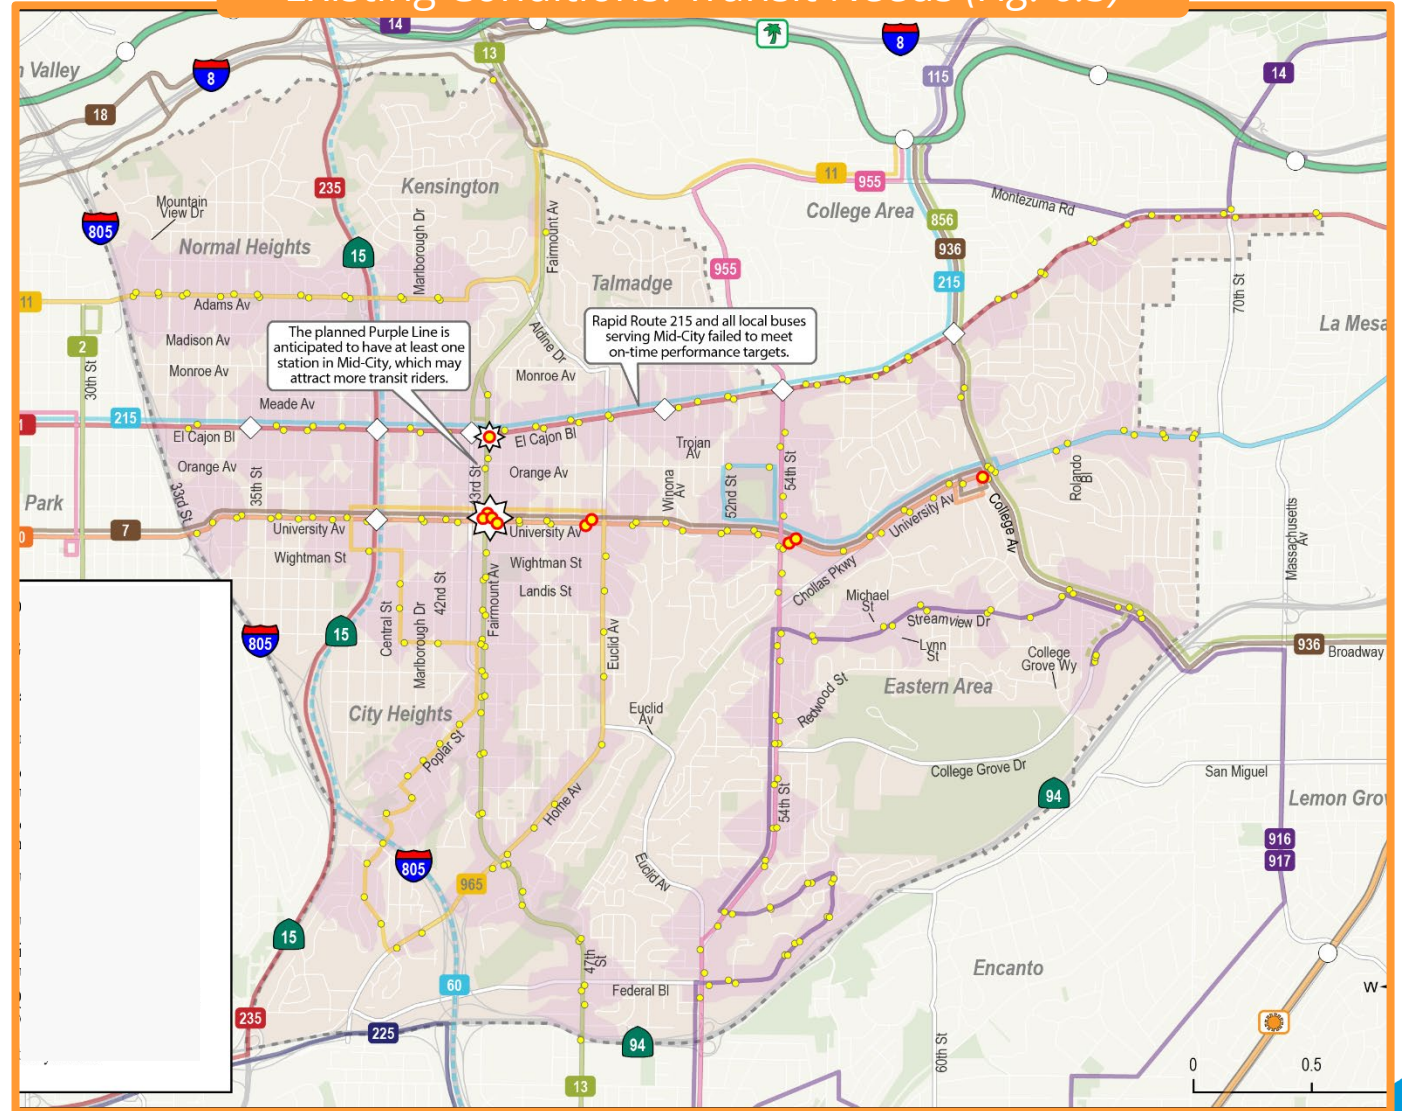 Existing Conditions: Transit Needs (Fig. 6.5)
14
8
13
115
14
n Valley
8
18
11
955
Kensington
235
Mountain
View Dr
Montezuma Rd
College Area
856
805
Normal Heights
15
Marlborough Dr
Fairmount Av
936
955
Talmadge
215
70th St
11
Adams Av
2
Madison Av
Monroe Av
30th St
The planned Purple Line is
anticipated to have at least one
station in Mid-City, which may
attract more transit riders.
Rapid Route 215 and all local buses
serving Mid-City failed to meet
on-time performance targets.
La Mesa
Aldine Dr
Monroe Av
Meade Av
215
El Cajon Bl
El Cajon Bl
Trojan
Av
Orange Av
Orange Av
33rd St
35th St
43rd St
Winona
Av
52nd St
54th St
Rolando
Bl
Park
7
University Av
University Av
University Av
College Av
Massachusetts
Av
Wightman St
Wightman St
Landis St
Chollas Pkwy
Michael
St
Streamview Dr
Lynn
St
805
15
Central St
Marlborough Dr
42nd St
Fairmount Av
Euclid Av
College
Grove Wy
936
Broadway
Redwood St
Eastern Area
City Heights
Euclid
Av
Poplar St
College Grove Dr
San Miguel
94
Lemon Grov
Home Av
54th St
916
917
805
965
Euclid Av
15
47th
St
Encanto
60
Federal Bl
W
235
225
94
60th St
0
0.5
13